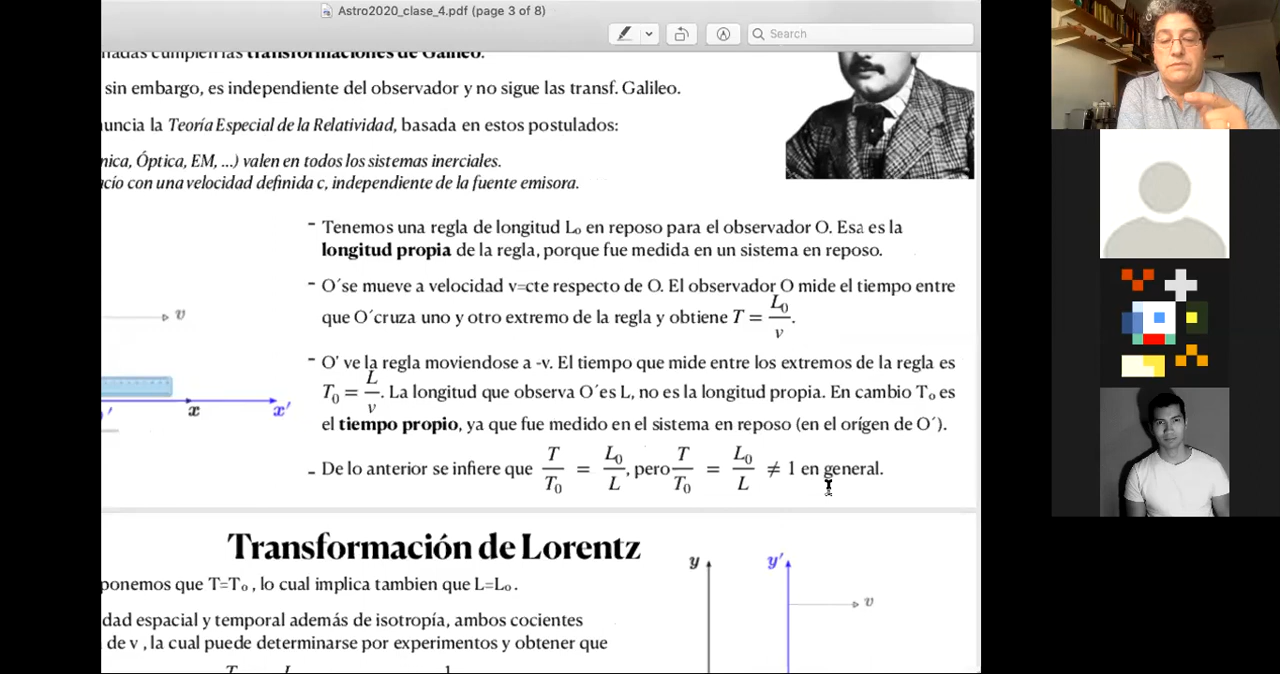 Astro2020_clase_4.pdf (page 3 of 8)
Search
transformaciones de Galileo.
sin embargo, es independiente del observador y no sigue las transf. Galileo.
uncia la Teoría Especial de la Relatividad, basada en estos postulados:
nica, Óptica, EM, ...) valen en todos los sistemas inerciales.
cío con una velocidad definida c, independiente de la fuente emisora.
- Tenemos una regla de longitud L₀ en reposo para el observador O. Esa es la
longitud propia de la regla, porque fue medida en un sistema en reposo.
- O´se mueve a velocidad v=cte respecto de O. El observador O mide el tiempo entre
que O´cruza uno y otro extremo de la regla y obtiene T = L₀/v.
v
- O' ve la regla moviendose a -v. El tiempo que mide entre los extremos de la regla es
T₀ = L/v. La longitud que observa O´es L, no es la longitud propia. En cambio T₀ es
x x'
el tiempo propio, ya que fue medido en el sistema en reposo (en el orígen de O´).
- De lo anterior se infiere que T/T₀ = L₀/L, pero T/T₀ = L₀/L ≠ 1 en general.
Transformación de Lorentz
y y'
ponemos que T=T₀, lo cual implica tambien que L=L₀.
v
dad espacial y temporal además de isotropía, ambos cocientes
de v , la cual puede determinarse por experimentos y obtener que